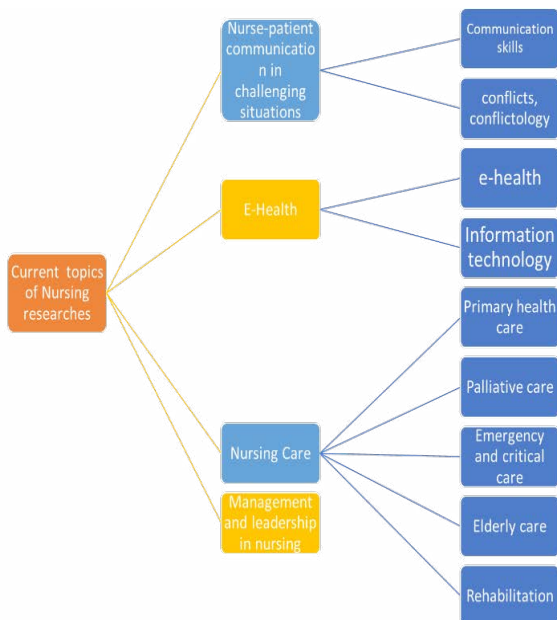 Current topics
of Nursing
researches
Nurse-patient
communicatio
n in
challenging
situations
Communication
skills
conflicts,
conflictology
E-Health
e-health
Information
technology
Nursing Care
Primary health
care
Palliative care
Emergency
and critical
care
Elderly care
Rehabilitation
Management
and leadership
in nursing